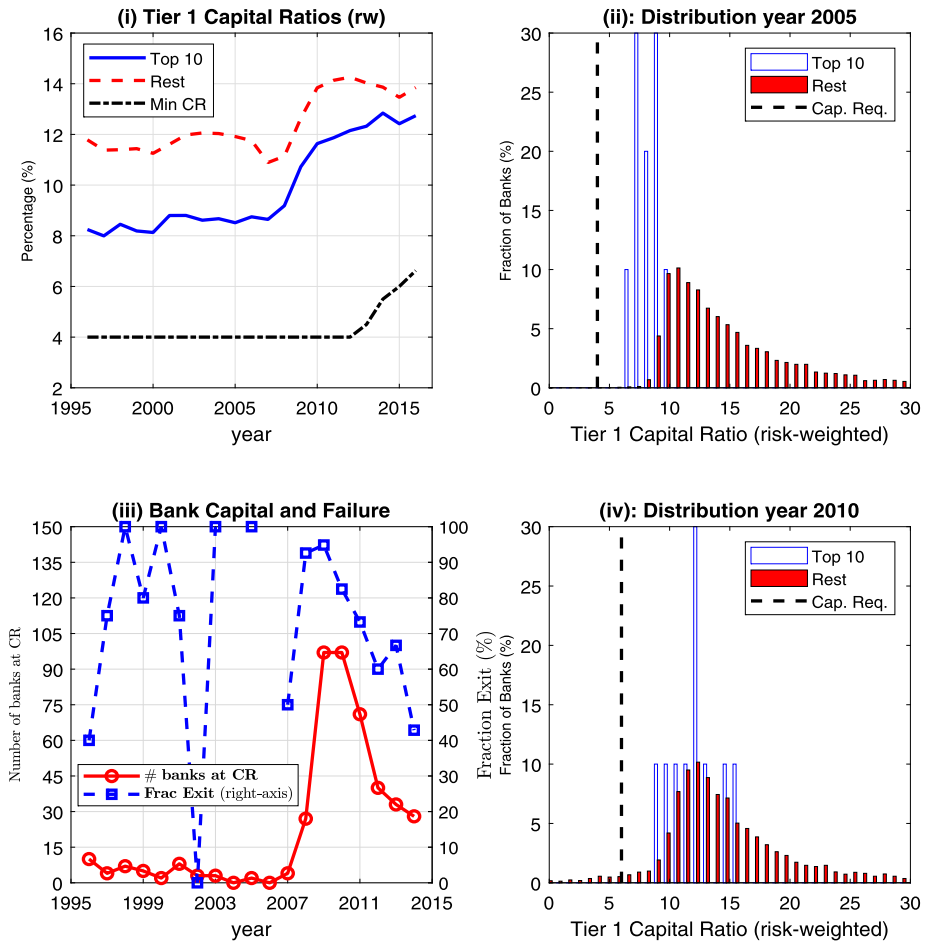 (i) Tier 1 Capital Ratios (rw)
16
14
12
10
8
6
4
2
Percentage (%)
Top 10
Rest
Min CR
1995
2000
2005
2010
2015
year
(ii): Distribution year 2005
30
25
20
15
10
5
0
Fraction of Banks (%)
Top 10
Rest
Cap. Req.
0
5
10
15
20
25
30
Tier 1 Capital Ratio (risk-weighted)
(iii) Bank Capital and Failure
150
135
120
105
90
75
60
45
30
15
0
Number of banks at CR
# banks at CR
Frac Exit (right-axis)
100
90
80
70
60
50
40
30
20
10
0
Fraction Exit (%)
1995
1999
2003
2007
2011
2015
year
(iv): Distribution year 2010
30
25
20
15
10
5
0
Fraction of Banks (%)
Top 10
Rest
Cap. Req.
0
5
10
15
20
25
30
Tier 1 Capital Ratio (risk-weighted)